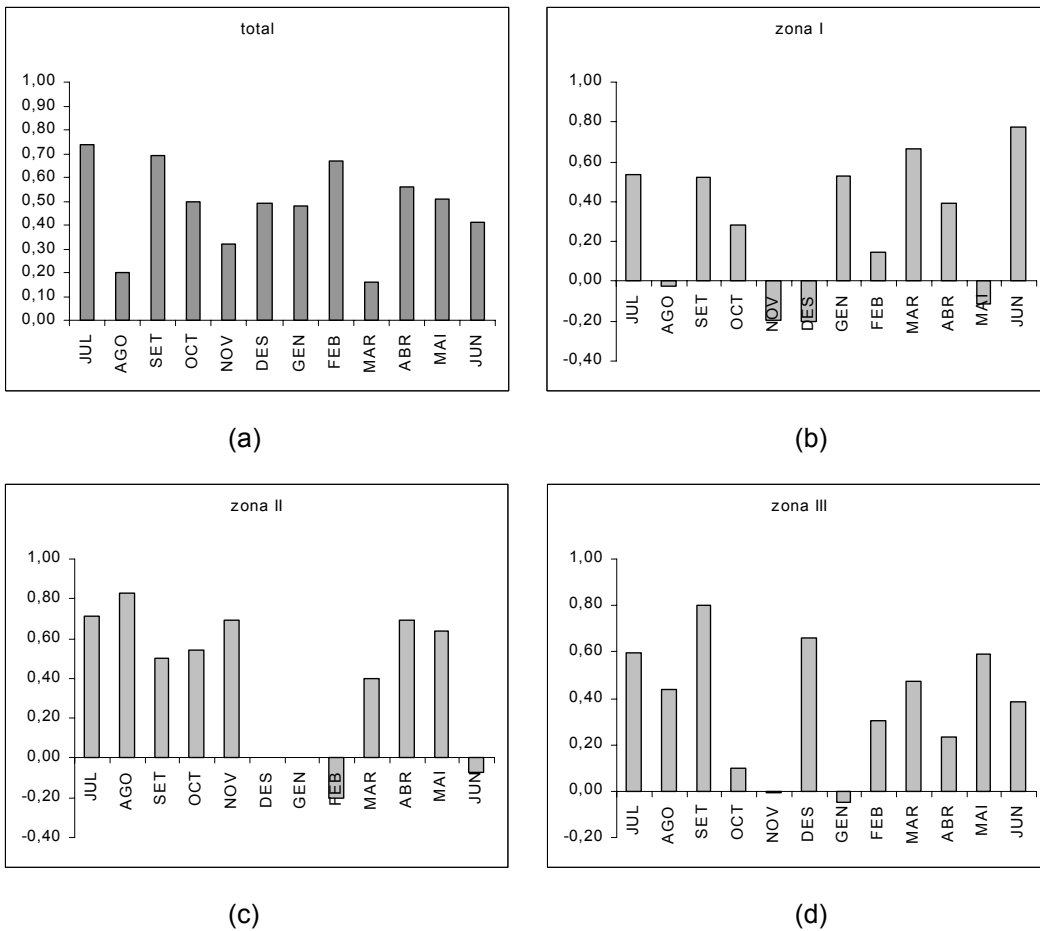 total
1,00
0,90
0,80
0,70
0,60
0,50
0,40
0,30
0,20
0,10
0,00
JUL AGO SET OCT NOV DES GEN FEB MAR ABR MAI JUN
(a)
zona I
1,00
0,80
0,60
0,40
0,20
0,00
-0,20
-0,40
JUL AGO SET OCT NOV DES GEN FEB MAR ABR MAI JUN
(b)
zona II
1,00
0,80
0,60
0,40
0,20
0,00
-0,20
-0,40
JUL AGO SET OCT NOV DES GEN FEB MAR ABR MAI JUN
(c)
zona III
1,00
0,80
0,60
0,40
0,20
0,00
-0,20
JUL AGO SET OCT NOV DES GEN FEB MAR ABR MAI JUN
(d)